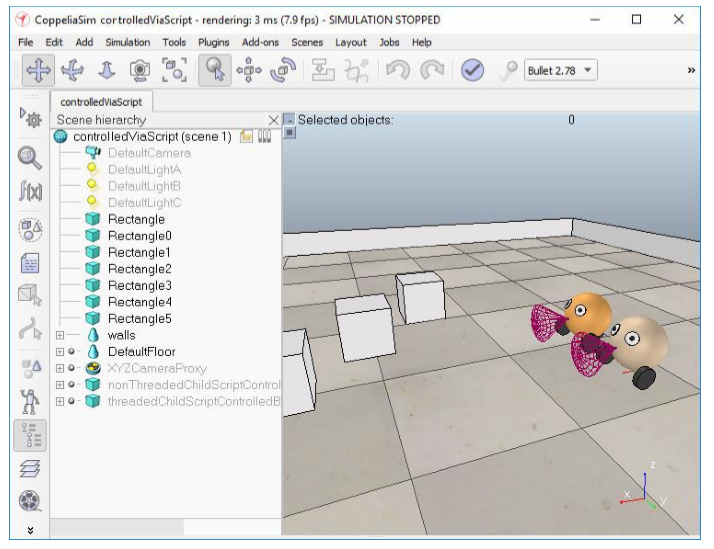 CoppeliaSim controlledViaScript - rendering: 3 ms (7.9 fps) - SIMULATION STOPPED
File Edit Add Simulation Tools Plugins Add-ons Scenes Layout Jobs Help
Bullet 2.78
»
controlledViaScript
Scene hierarchy
Selected objects: 0
controlledViaScript (scene 1)
DefaultCamera
DefaultLightA
DefaultLightB
DefaultLightC
Rectangle
Rectangle0
Rectangle1
Rectangle2
Rectangle3
Rectangle4
Rectangle5
walls
DefaultFloor
XYZCameraProxy
nonThreadedChildScriptControl
threadedChildScriptControlledB
f(x)
z
x
y